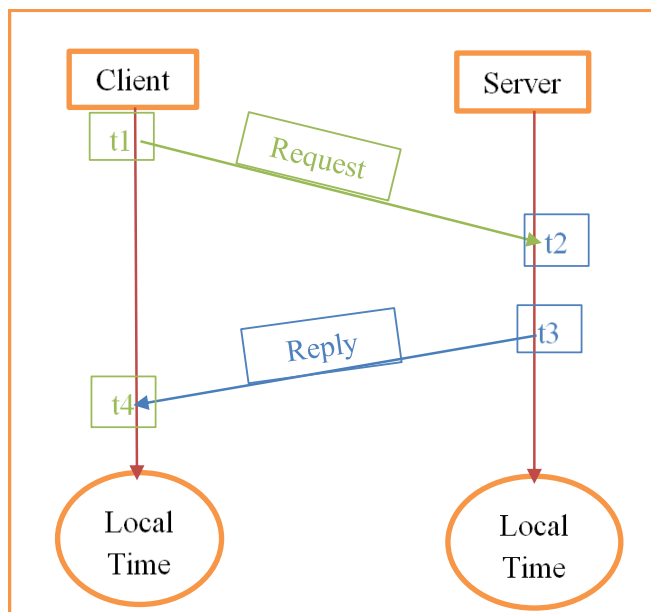 Client
Server
t1
Request
t2
t3
Reply
t4
Local
Time
Local
Time